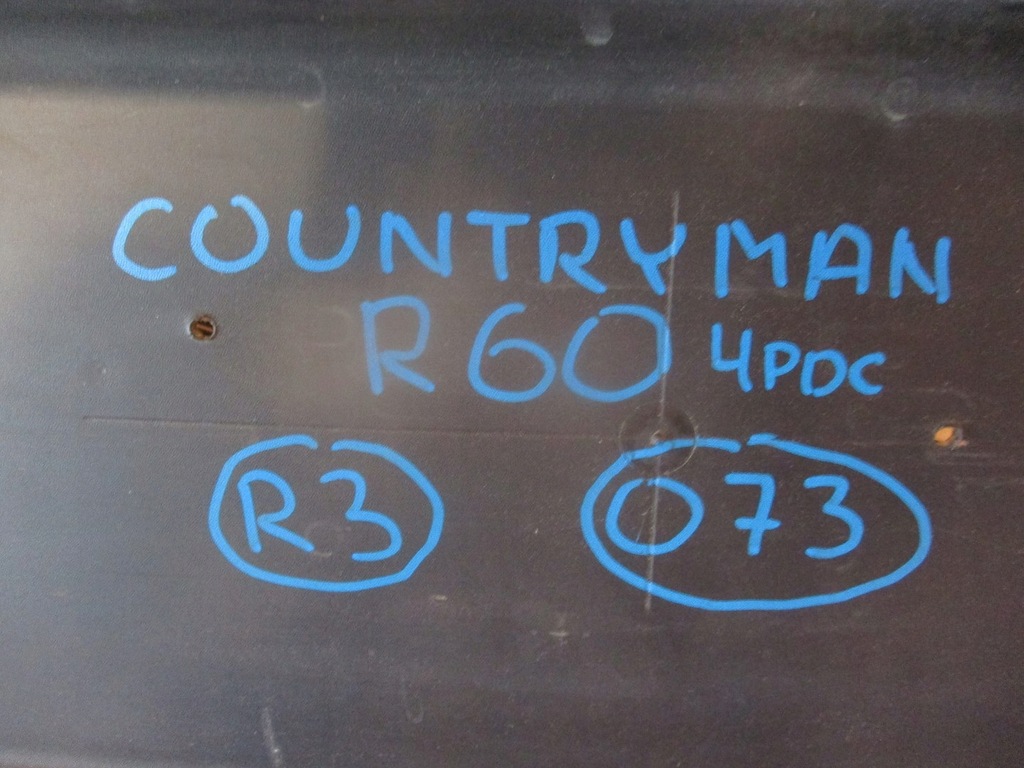 COUNTRYMAN
R60 4PDC
R3 073